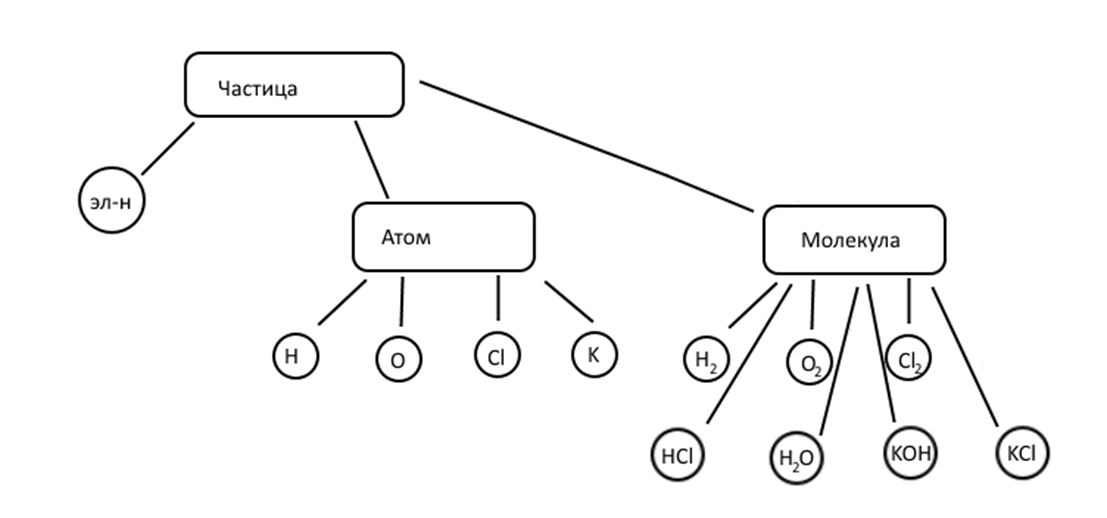 Частица
эл-н
Атом
Молекула
H
O
Cl
K
H₂
O₂
Cl₂
HCl
H₂O
KOH
KCl